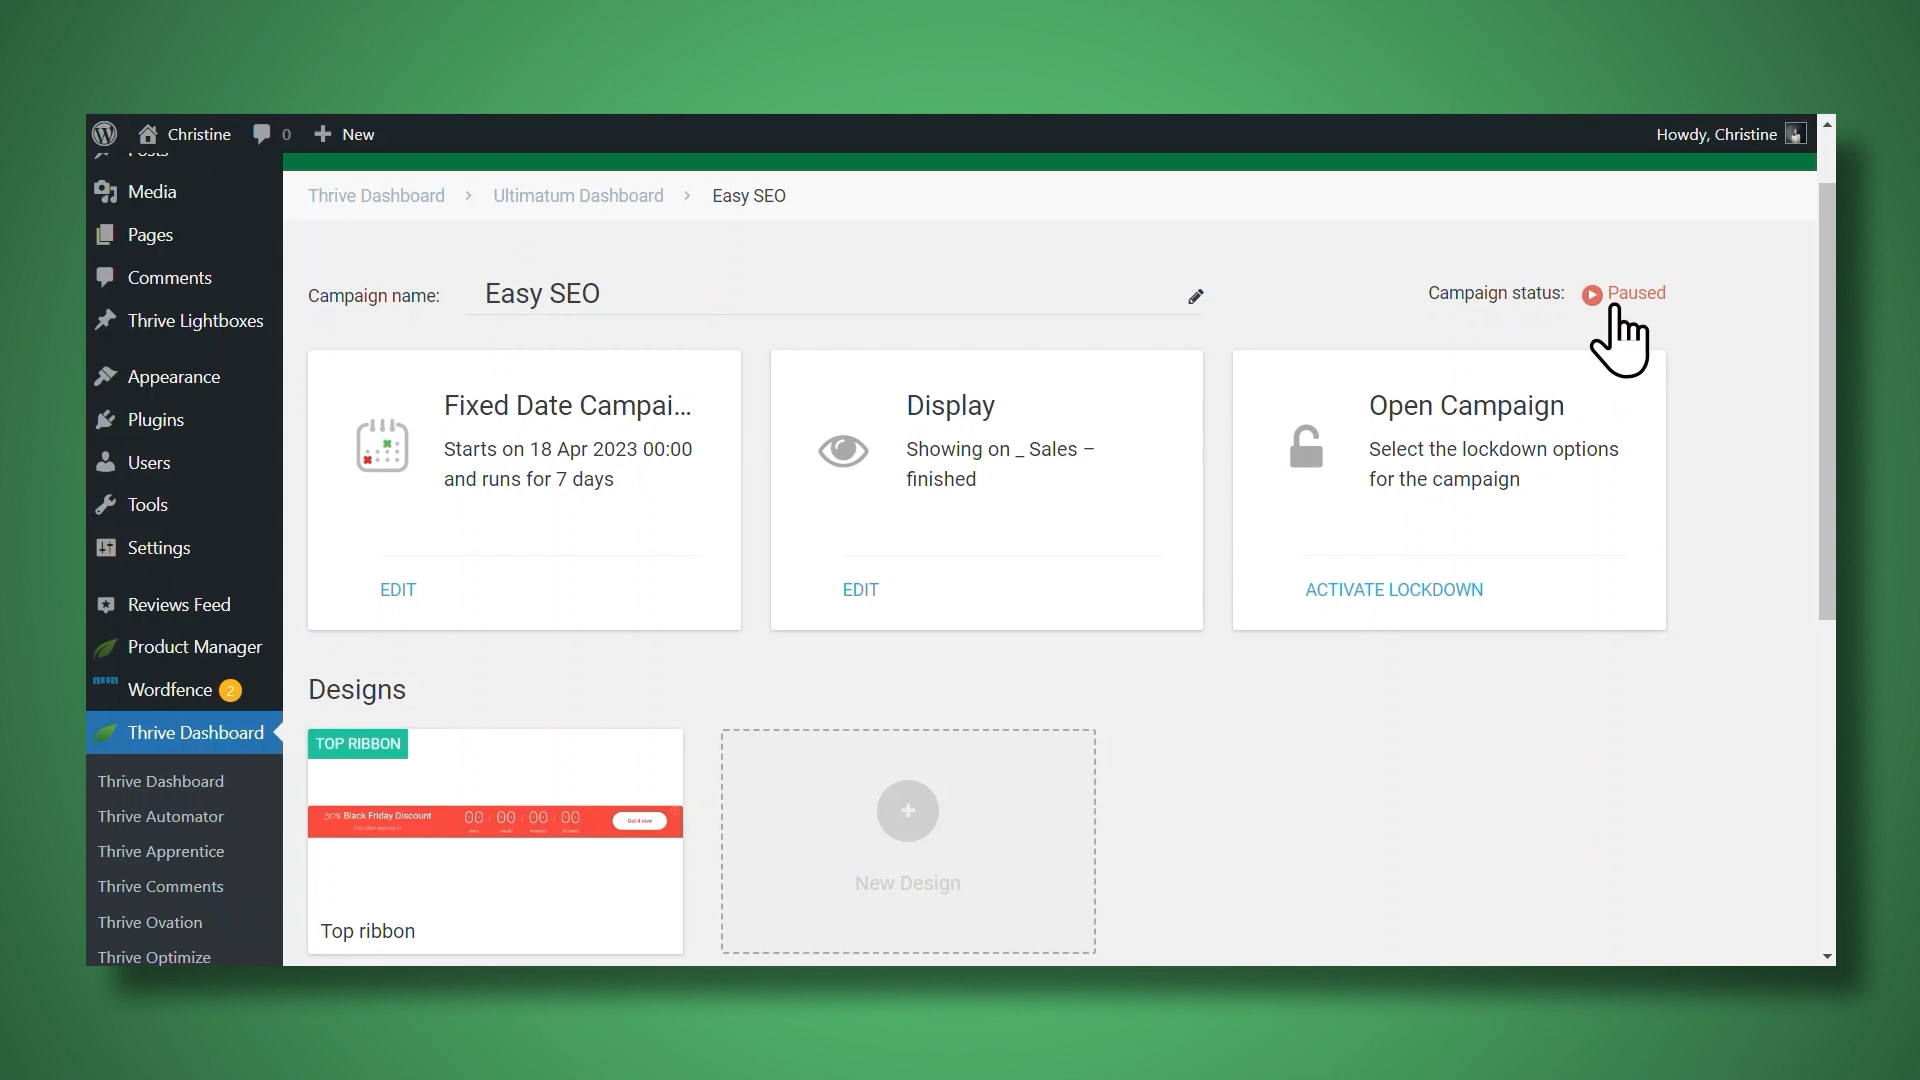 Christine
0
New
Howdy, Christine
Posts
Media
Pages
Comments
Thrive Lightboxes
Appearance
Plugins
Users
Tools
Settings
Reviews Feed
Product Manager
Wordfence 2
Thrive Dashboard
Thrive Dashboard
Thrive Automator
Thrive Apprentice
Thrive Comments
Thrive Ovation
Thrive Optimize
Thrive Dashboard > Ultimatum Dashboard > Easy SEO
Campaign name: Easy SEO
Campaign status: Paused
Fixed Date Campai...
Starts on 18 Apr 2023 00:00
and runs for 7 days
EDIT
Display
Showing on _ Sales –
finished
EDIT
Open Campaign
Select the lockdown options
for the campaign
ACTIVATE LOCKDOWN
Designs
TOP RIBBON
50% Black Friday Discount
00 : 00 : 00 : 00
Get it now
Top ribbon
+
New Design